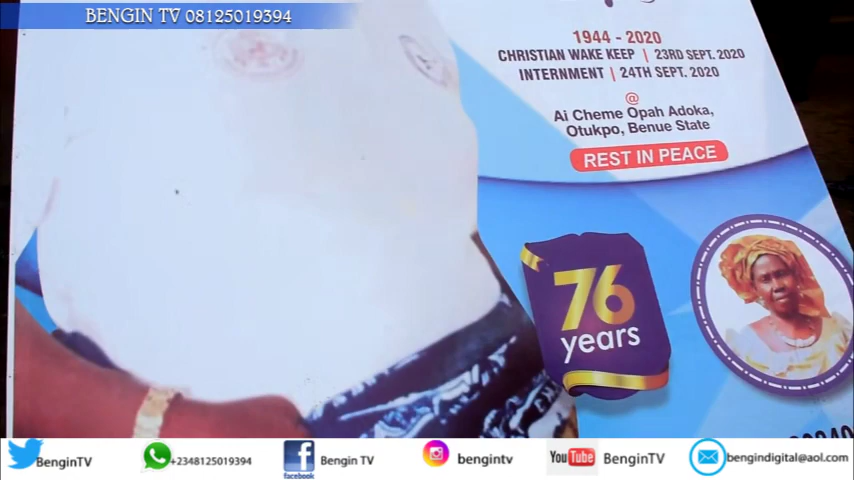 BENGIN TV 08125019394
1944 - 2020
CHRISTIAN WAKE KEEP | 23RD SEPT. 2020
INTERNMENT | 24TH SEPT. 2020
@
Ai Cheme Opah Adoka,
Otukpo, Benue State
REST IN PEACE
76
years
BenginTV
+2348125019394
facebook
Bengin TV
bengintv
YouTube
BenginTV
bengindigital@aol.com